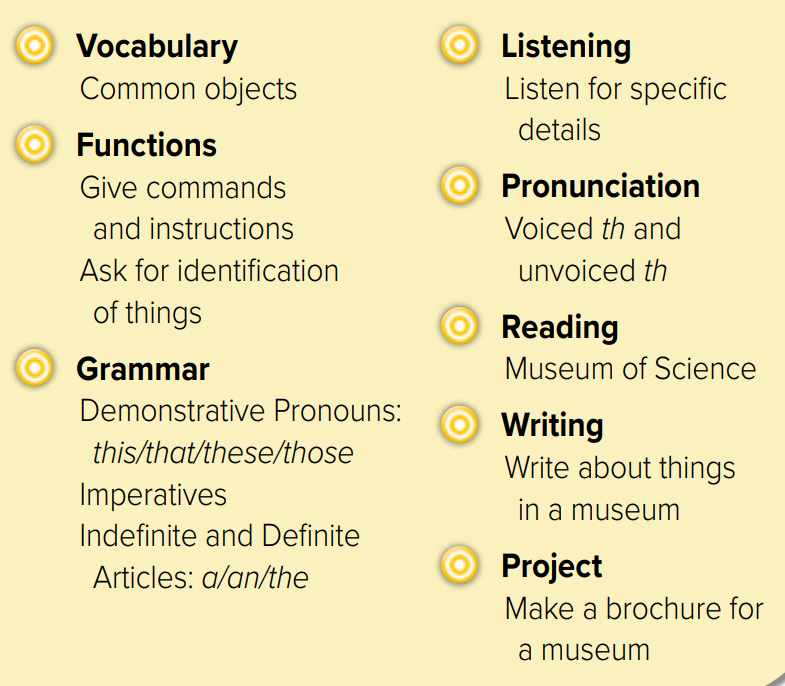 Vocabulary
Common objects
Functions
Give commands
and instructions
Ask for identification
of things
Grammar
Demonstrative Pronouns:
this/that/these/those
Imperatives
Indefinite and Definite
Articles: a/an/the
Listening
Listen for specific
details
Pronunciation
Voiced th and
unvoiced th
Reading
Museum of Science
Writing
Write about things
in a museum
Project
Make a brochure for
a museum